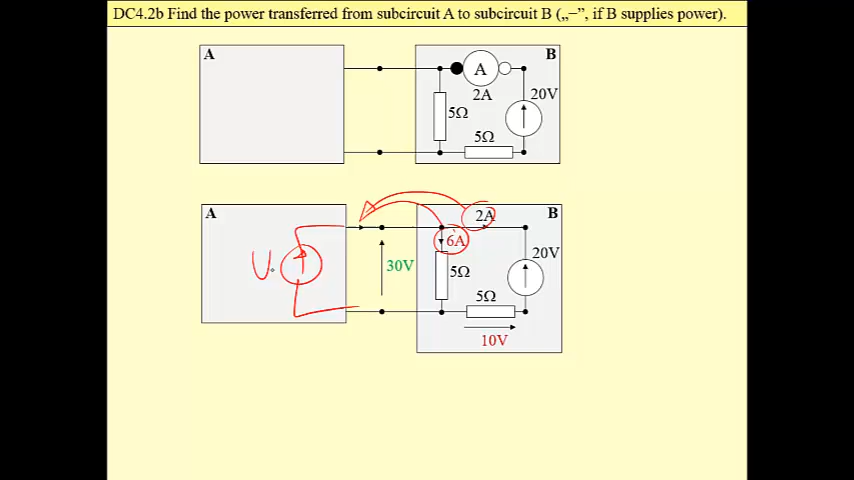 DC4.2b Find the power transferred from subcircuit A to subcircuit B („−”, if B supplies power).
A
B
A
2A
20V
5Ω
5Ω
A
2A
B
6A
20V
U
30V
5Ω
5Ω
10V